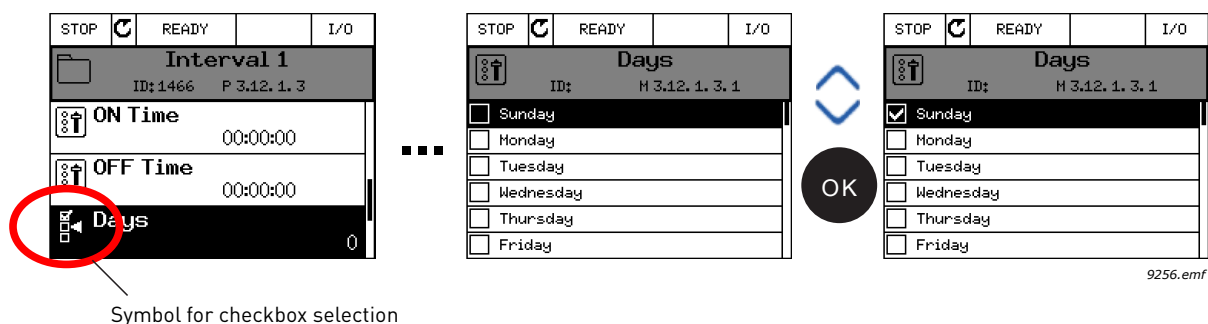 STOP READY I/O
Interval 1
ID:1466 P 3.12.1.3
ON Time
00:00:00
OFF Time
00:00:00
Days
0
Symbol for checkbox selection
STOP READY I/O
Days
ID: M 3.12.1.3.1
Sunday
Monday
Tuesday
Wednesday
Thursday
Friday
OK
STOP READY I/O
Days
ID: M 3.12.1.3.1
Sunday
Monday
Tuesday
Wednesday
Thursday
Friday
9256.emf